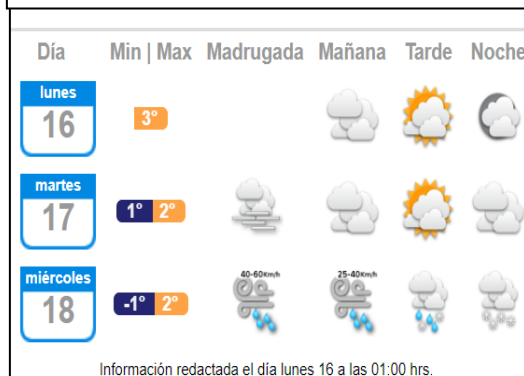 Día Min | Max Madrugada Mañana Tarde Noche
lunes
16
3°
martes
17
1° 2°
miércoles
18
-1° 2°
40-60Km/h
25-40Km/h
Información redactada el día lunes 16 a las 01:00 hrs.